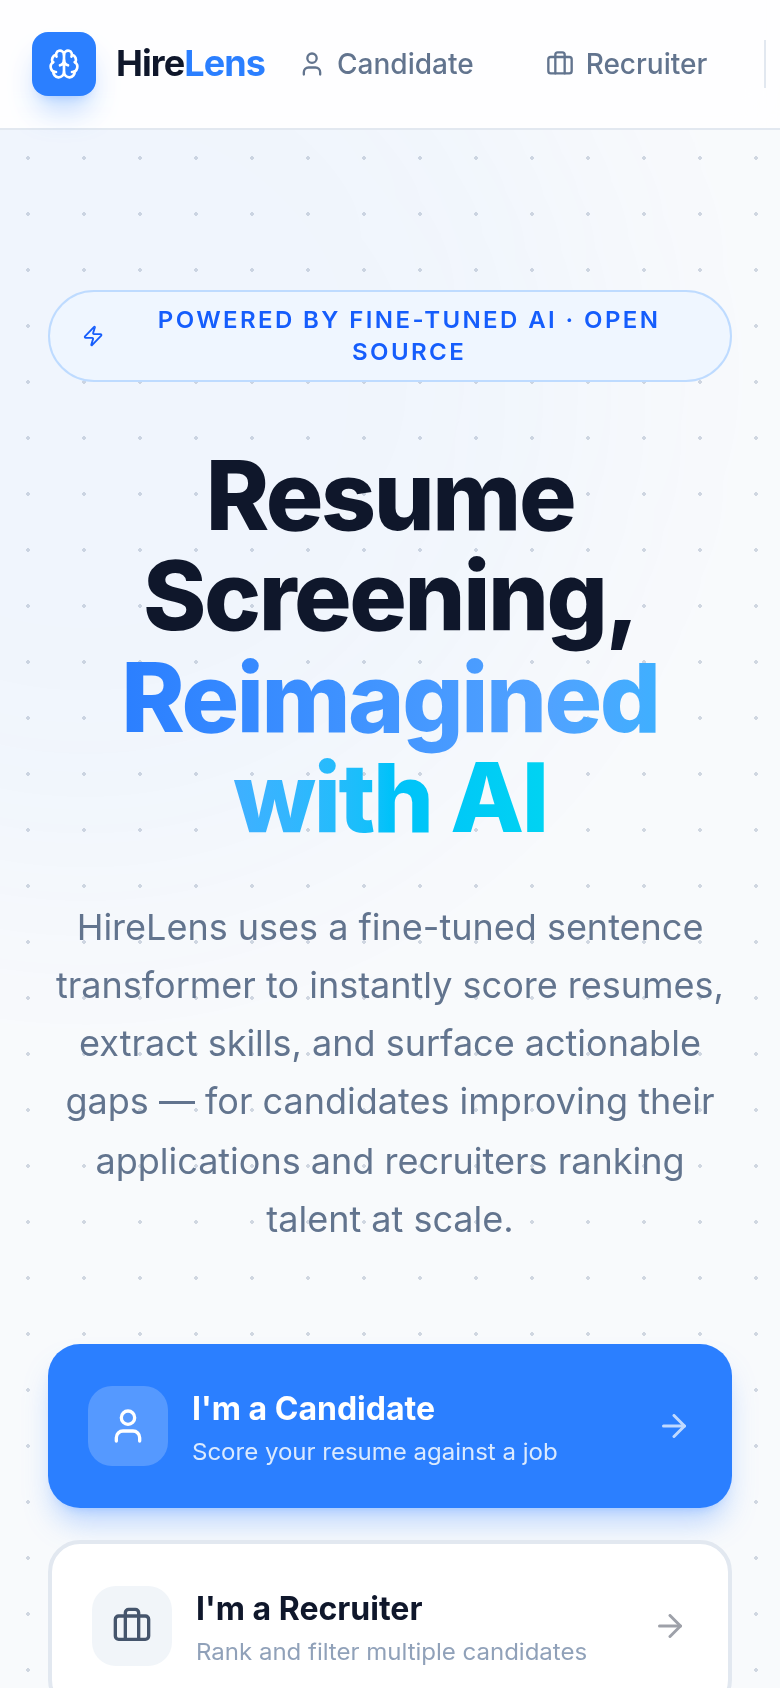 HireLens
Candidate
Recruiter
POWERED BY FINE-TUNED AI · OPEN
SOURCE
Resume
Screening,
Reimagined
with AI
HireLens uses a fine-tuned sentence
transformer to instantly score resumes,
extract skills, and surface actionable
gaps — for candidates improving their
applications and recruiters ranking
talent at scale.
I'm a Candidate
Score your resume against a job
I'm a Recruiter
Rank and filter multiple candidates